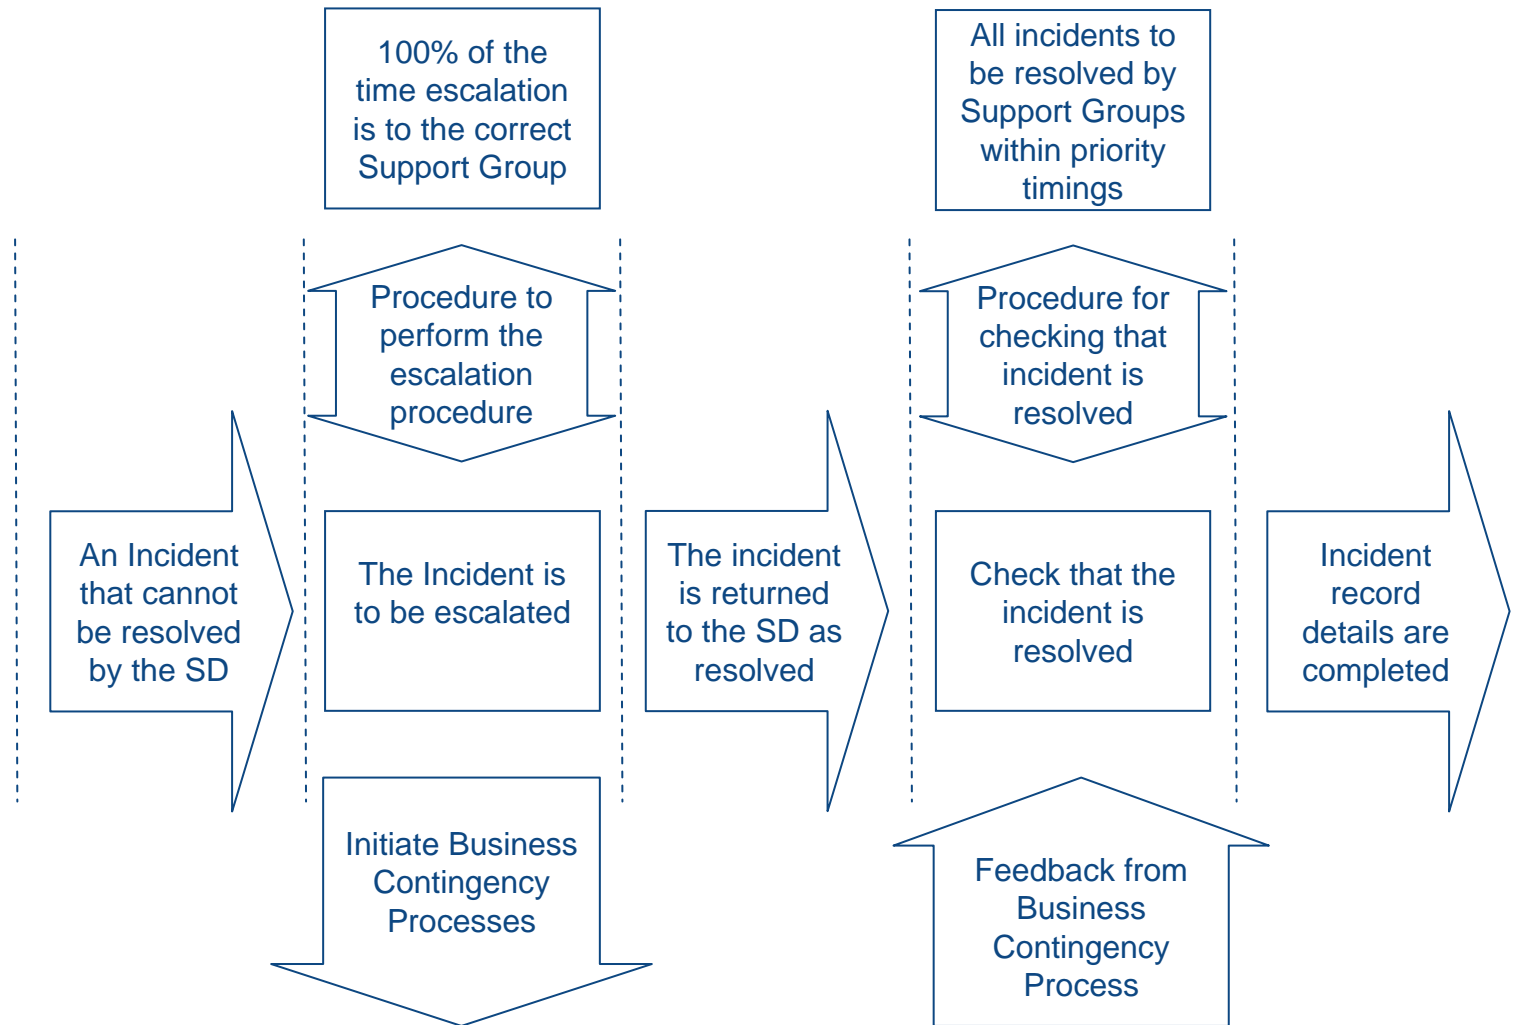 100% of the
time escalation
is to the correct
Support Group
All incidents to
be resolved by
Support Groups
within priority
timings
Procedure to
perform the
escalation
procedure
Procedure for
checking that
incident is
resolved
An Incident
that cannot
be resolved
by the SD
The Incident is
to be escalated
The incident
is returned
to the SD as
resolved
Check that the
incident is
resolved
Incident
record
details are
completed
Initiate Business
Contingency
Processes
Feedback from
Business
Contingency
Process